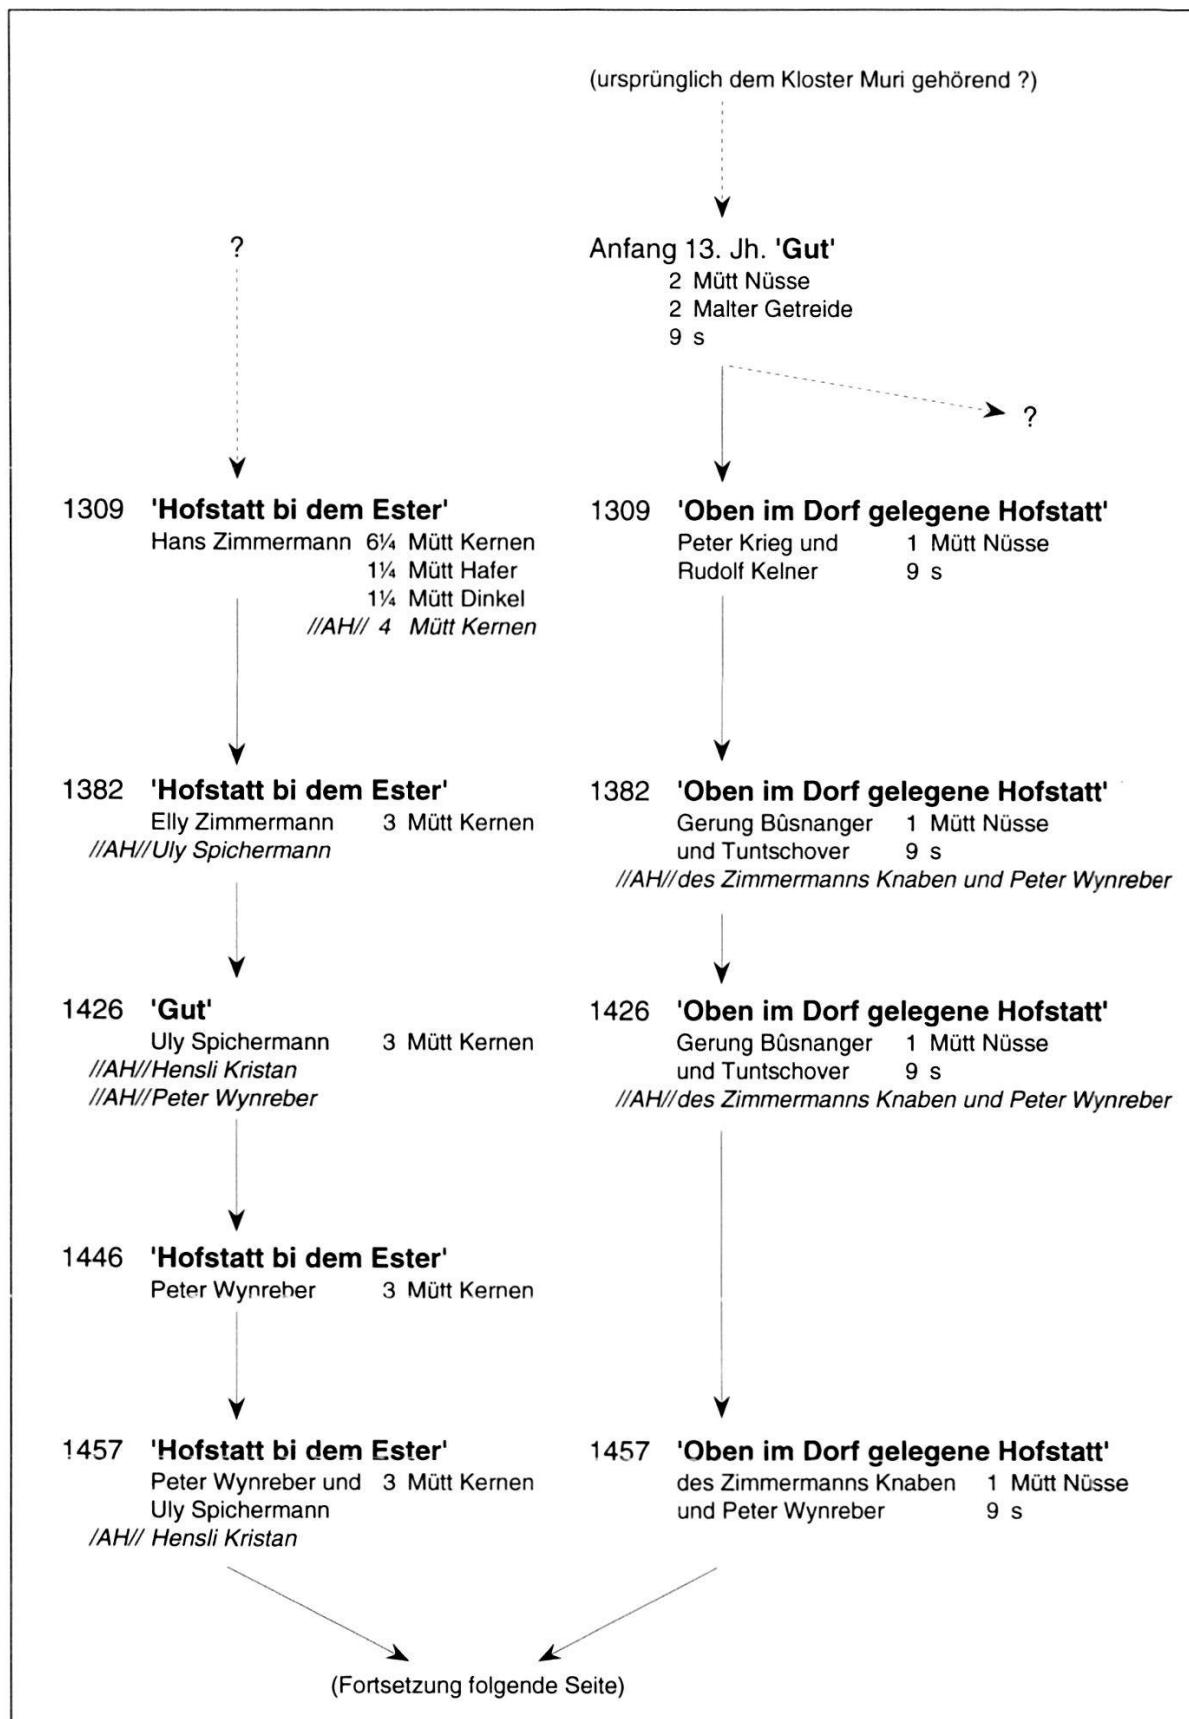 (ursprünglich dem Kloster Muri gehörend ?)
Anfang 13. Jh. 'Gut'
2 Mütt Nüsse
2 Malter Getreide
9 s
?
?
1309 'Hofstatt bi dem Ester'
Hans Zimmermann 6¼ Mütt Kernen
1¼ Mütt Hafer
1¼ Mütt Dinkel
//AH// 4 Mütt Kernen
1309 'Oben im Dorf gelegene Hofstatt'
Peter Krieg und 1 Mütt Nüsse
Rudolf Kelner 9 s
1382 'Hofstatt bi dem Ester'
Elly Zimmermann 3 Mütt Kernen
//AH// Uly Spichermann
1382 'Oben im Dorf gelegene Hofstatt'
Gerung Bûsnanger 1 Mütt Nüsse
und Tuntschover 9 s
//AH// des Zimmermanns Knaben und Peter Wynreber
1426 'Gut'
Uly Spichermann 3 Mütt Kernen
//AH// Hensli Kristan
//AH// Peter Wynreber
1426 'Oben im Dorf gelegene Hofstatt'
Gerung Bûsnanger 1 Mütt Nüsse
und Tuntschover 9 s
//AH// des Zimmermanns Knaben und Peter Wynreber
1446 'Hofstatt bi dem Ester'
Peter Wynreber 3 Mütt Kernen
1457 'Hofstatt bi dem Ester'
Peter Wynreber und 3 Mütt Kernen
Uly Spichermann
/AH// Hensli Kristan
1457 'Oben im Dorf gelegene Hofstatt'
des Zimmermanns Knaben 1 Mütt Nüsse
und Peter Wynreber 9 s
(Fortsetzung folgende Seite)